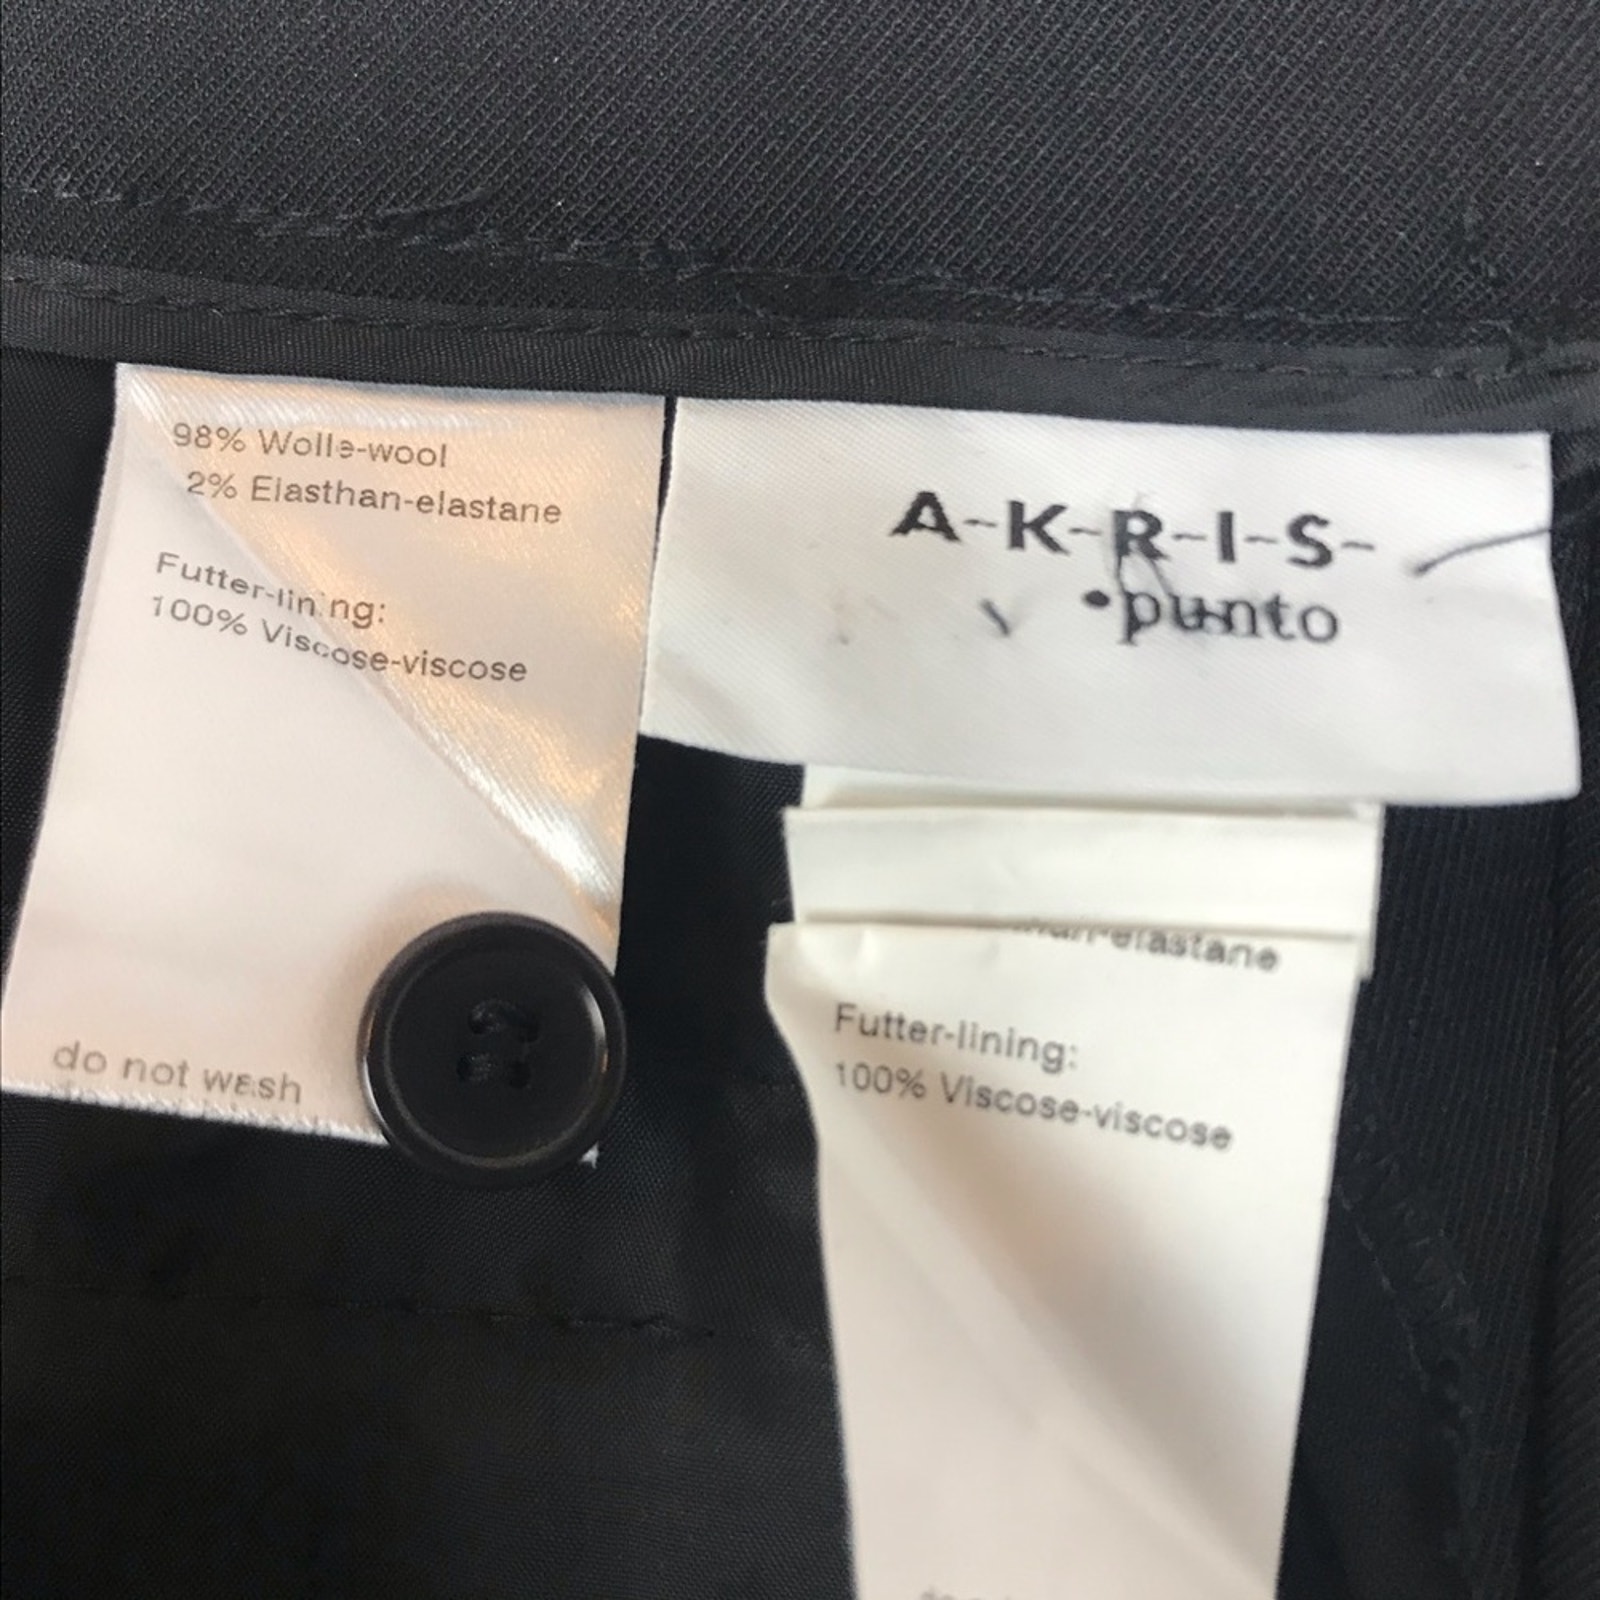 98% Wolle-wool
2% Elasthan-elastane
Futter-lining:
100% Viscose-viscose
do not wash
A-K-R-I-S-
•punto
elastane
Futter-lining:
100% Viscose-viscose